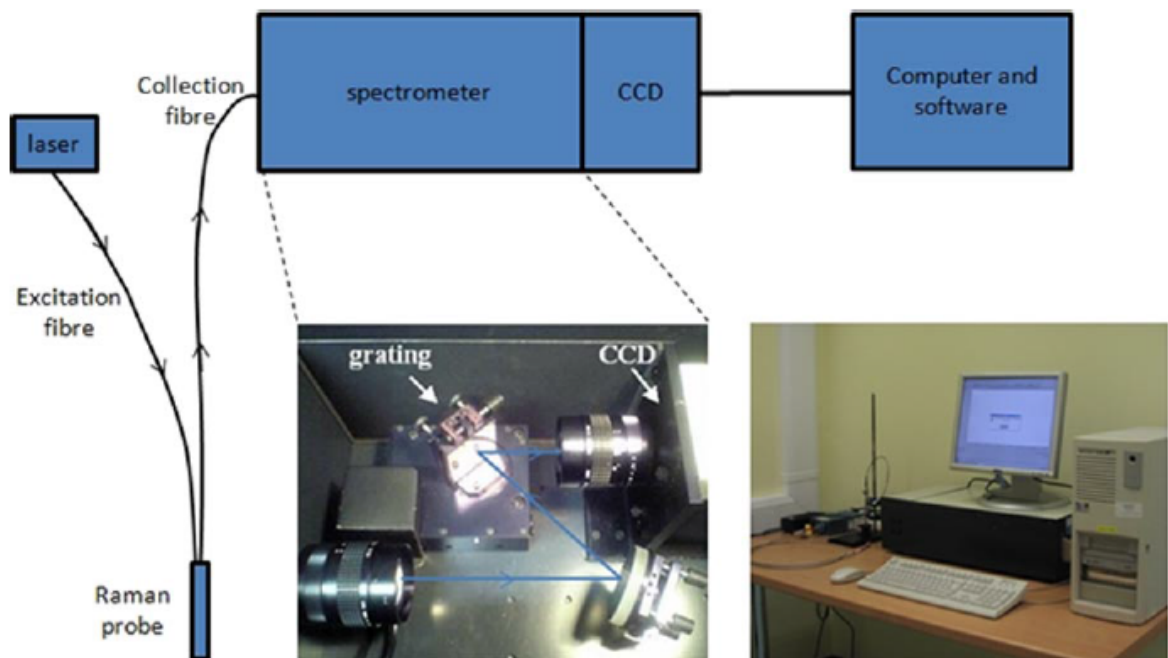 Collection
fibre
spectrometer
CCD
Computer and
software
laser
Excitation
fibre
grating
CCD
Raman
probe